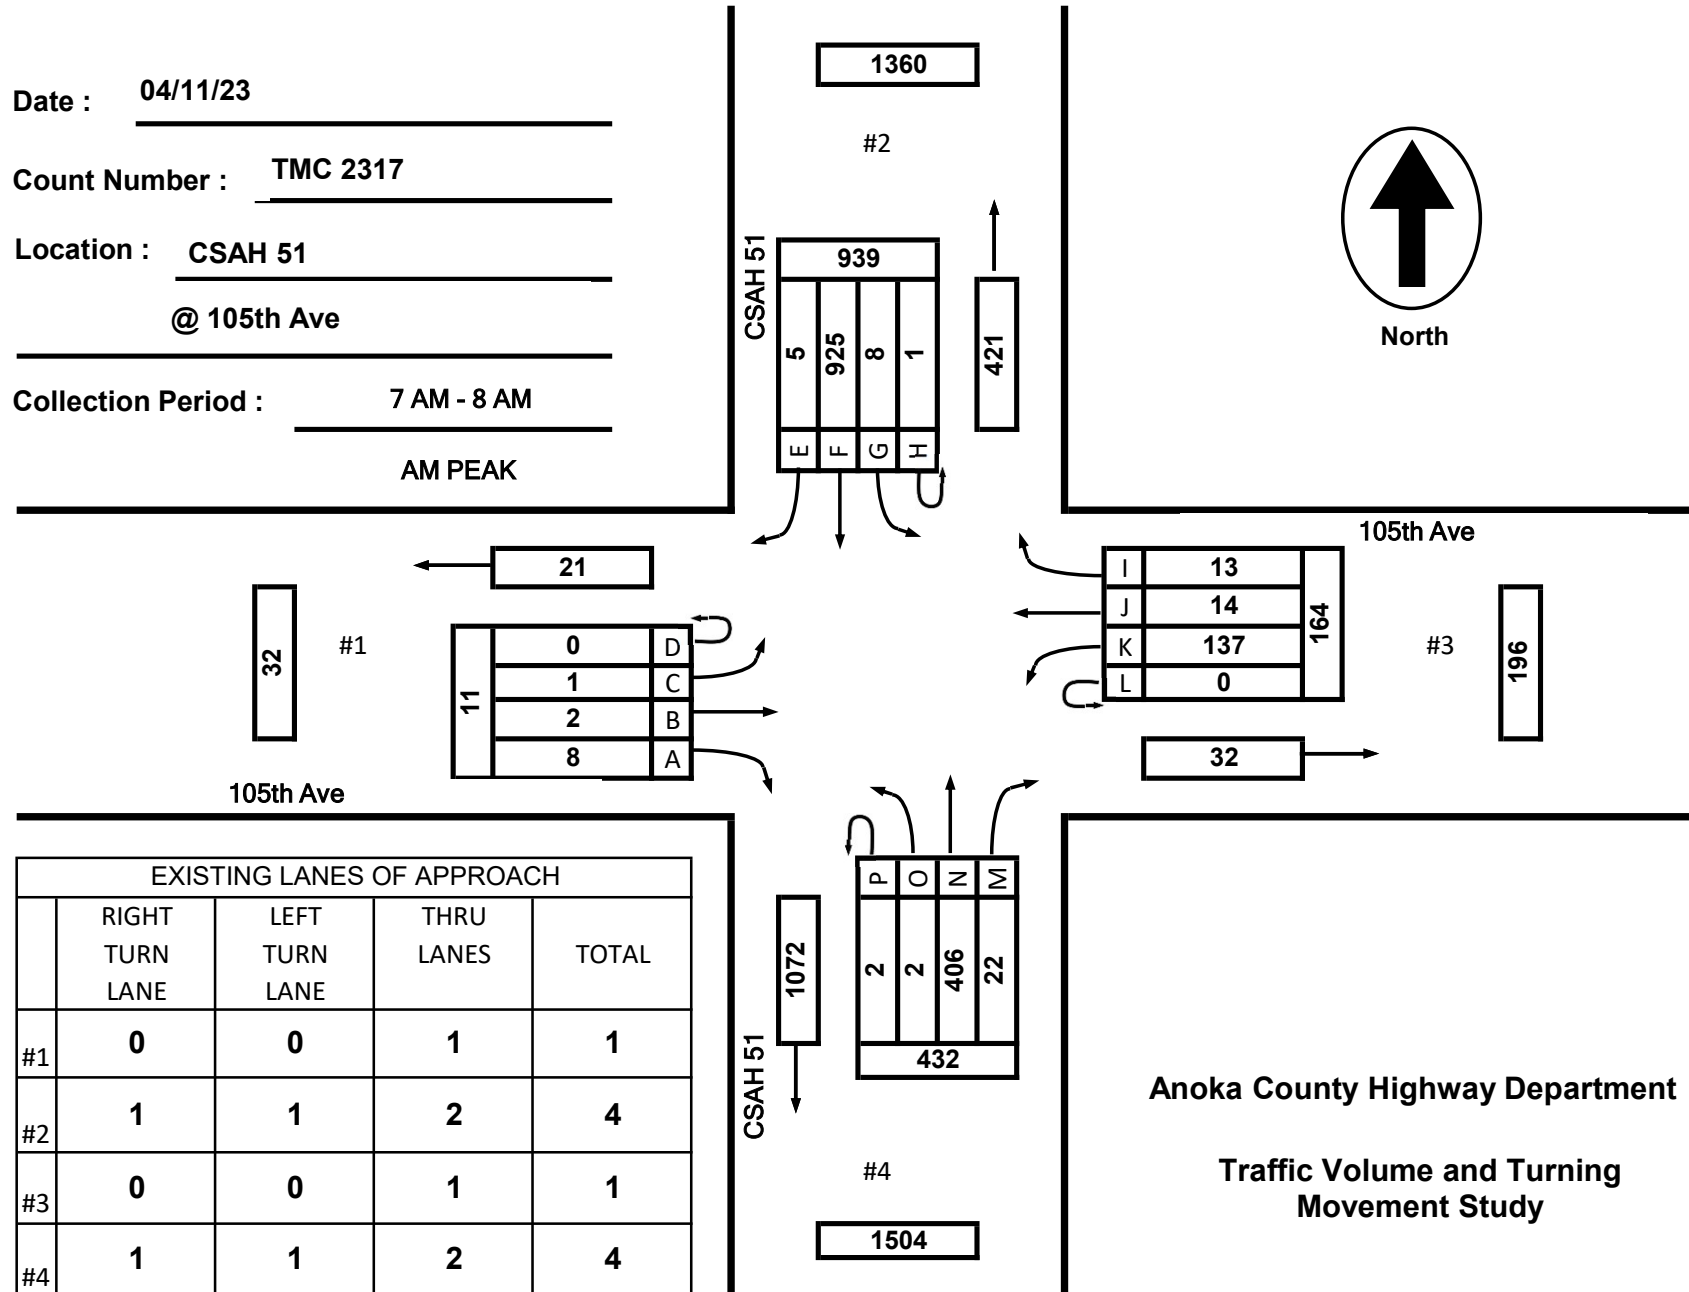 Date : 04/11/23
Count Number : TMC 2317
Location : CSAH 51
@ 105th Ave
Collection Period : 7 AM - 8 AM
AM PEAK
1360
#2
CSAH 51
939
5 925 8 1
E F G H
421
North
105th Ave
21
32
#1
11
0 D
1 C
2 B
8 A
105th Ave
I 13
J 14
K 137
L 0
164
#3
196
32
P O N M
2 2 406 22
432
1072
CSAH 51
#4
1504
EXISTING LANES OF APPROACH
RIGHT TURN LANE
LEFT TURN LANE
THRU LANES
TOTAL
#1 0 0 1 1
#2 1 1 2 4
#3 0 0 1 1
#4 1 1 2 4
Anoka County Highway Department
Traffic Volume and Turning
Movement Study